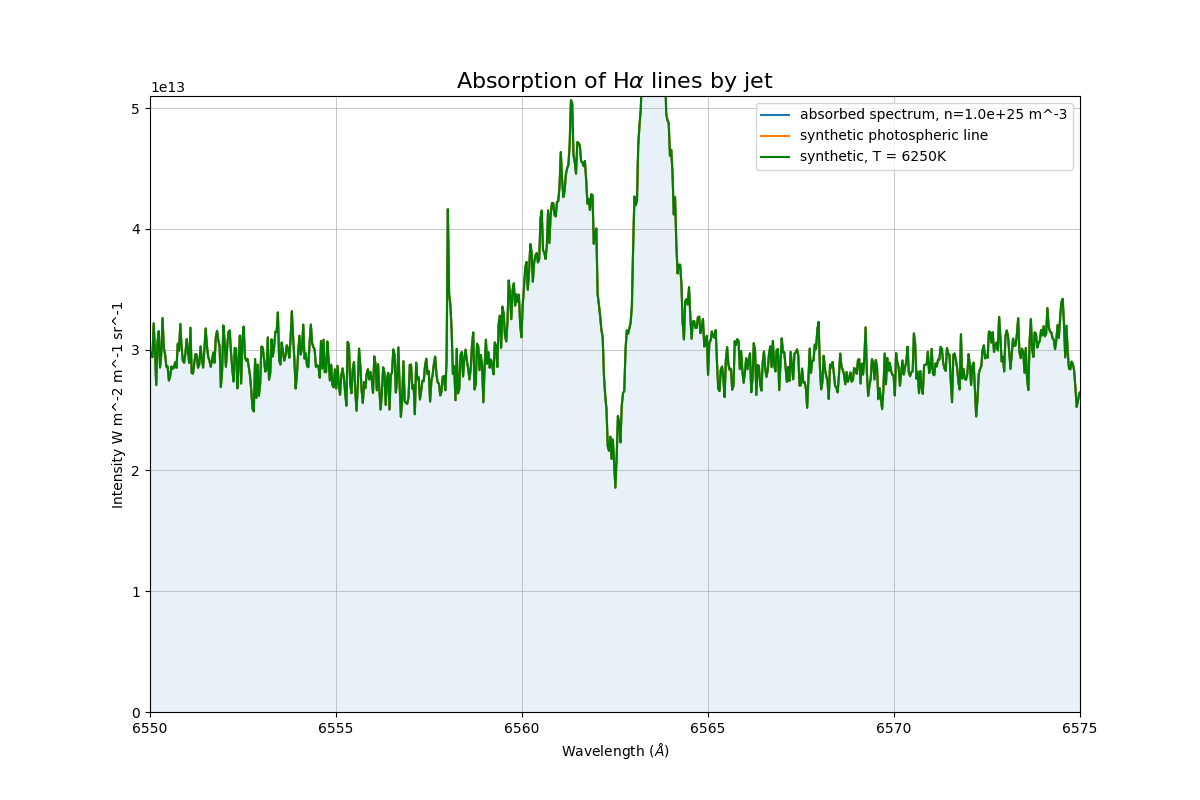 Absorption of Hα lines by jet
1e13
absorbed spectrum, n=1.0e+25 m^-3
synthetic photospheric line
synthetic, T = 6250K
5
4
3
2
1
0
Intensity W m^-2 m^-1 sr^-1
6550 6555 6560 6565 6570 6575
Wavelength (Å)